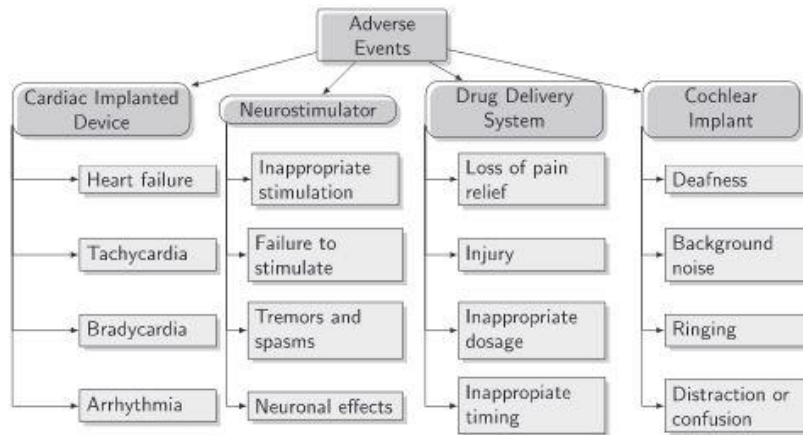 Adverse
Events
Cardiac Implanted
Device
Neurostimulator
Drug Delivery
System
Cochlear
Implant
Heart failure
Inappropriate
stimulation
Loss of pain
relief
Deafness
Tachycardia
Failure to
stimulate
Injury
Background
noise
Bradycardia
Tremors and
spasms
Inappropriate
dosage
Ringing
Arrhythmia
Neuronal effects
Inappropiate
timing
Distraction or
confusion